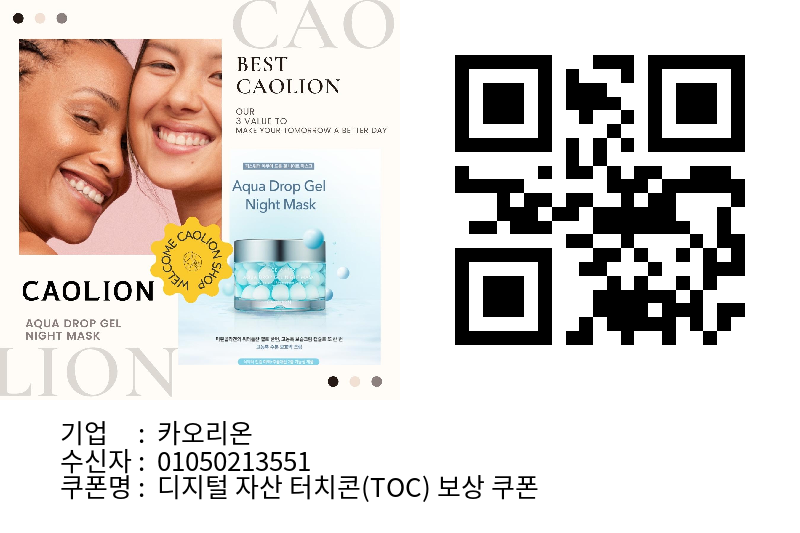 CAO
BEST
CAOLION
OUR
3 VALUE TO
MAKE YOUR TOMORROW A BETTER DAY
Aqua Drop Gel
Night Mask
WELCOME CAOLION SHOP
CAOLION
AQUA DROP GEL
NIGHT MASK
LION
기업 : 카오리온
수신자 : 01050213551
쿠폰명 : 디지털 자산 터치콘(TOC) 보상 쿠폰